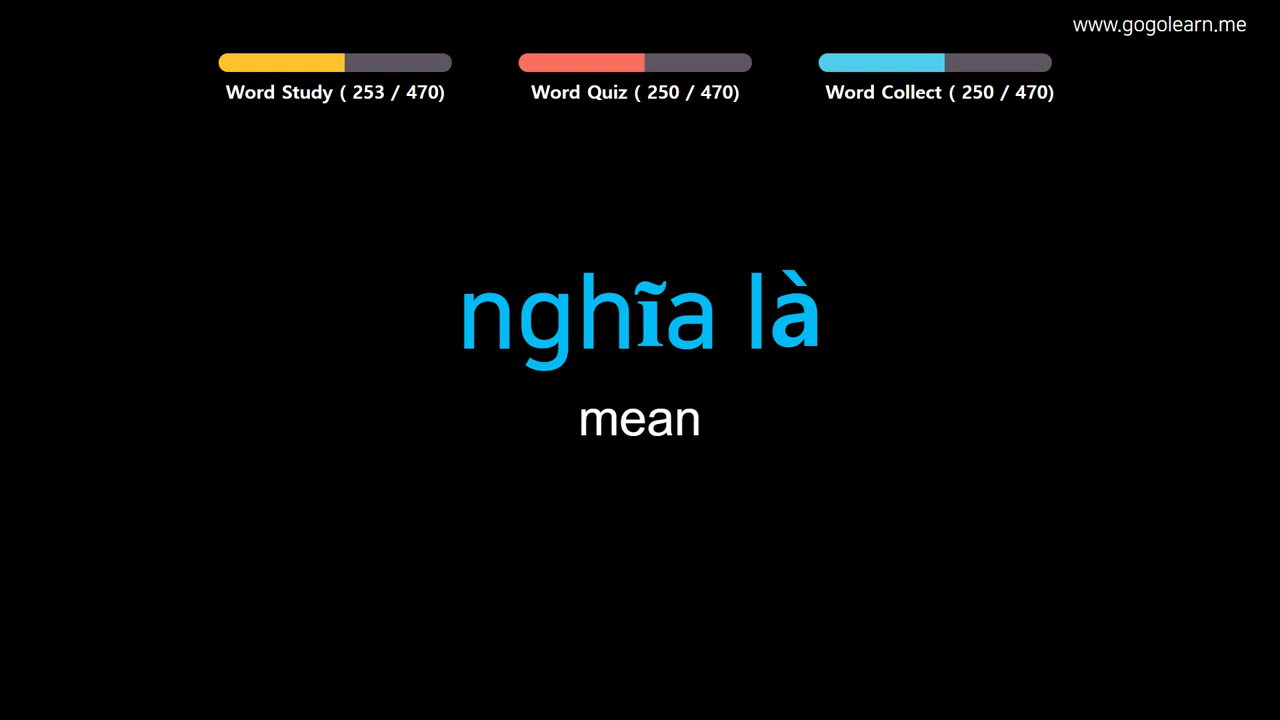 www.gogolearn.me
Word Study ( 253 / 470)
Word Quiz ( 250 / 470)
Word Collect ( 250 / 470)
nghĩa là
mean